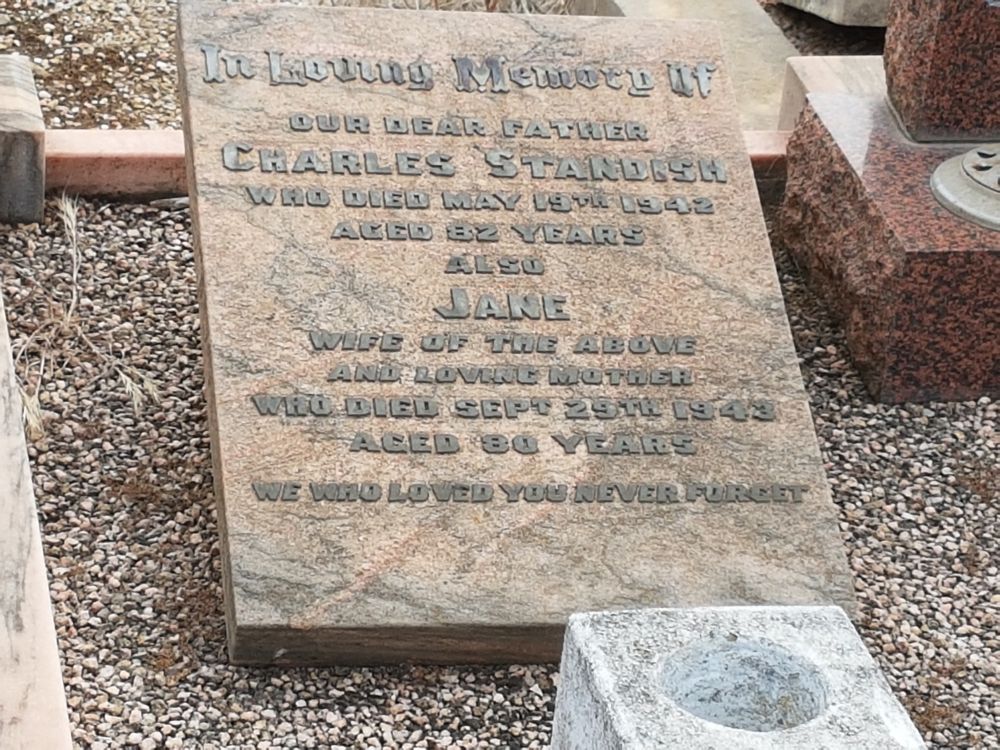 In Loving Memory Of
OUR DEAR FATHER
CHARLES STANDISH
WHO DIED MAY 19TH 1942
AGED 82 YEARS
ALSO
JANE
WIFE OF THE ABOVE
AND LOVING MOTHER
WHO DIED SEPT 29TH 1943
AGED 80 YEARS
WE WHO LOVED YOU NEVER FORGET